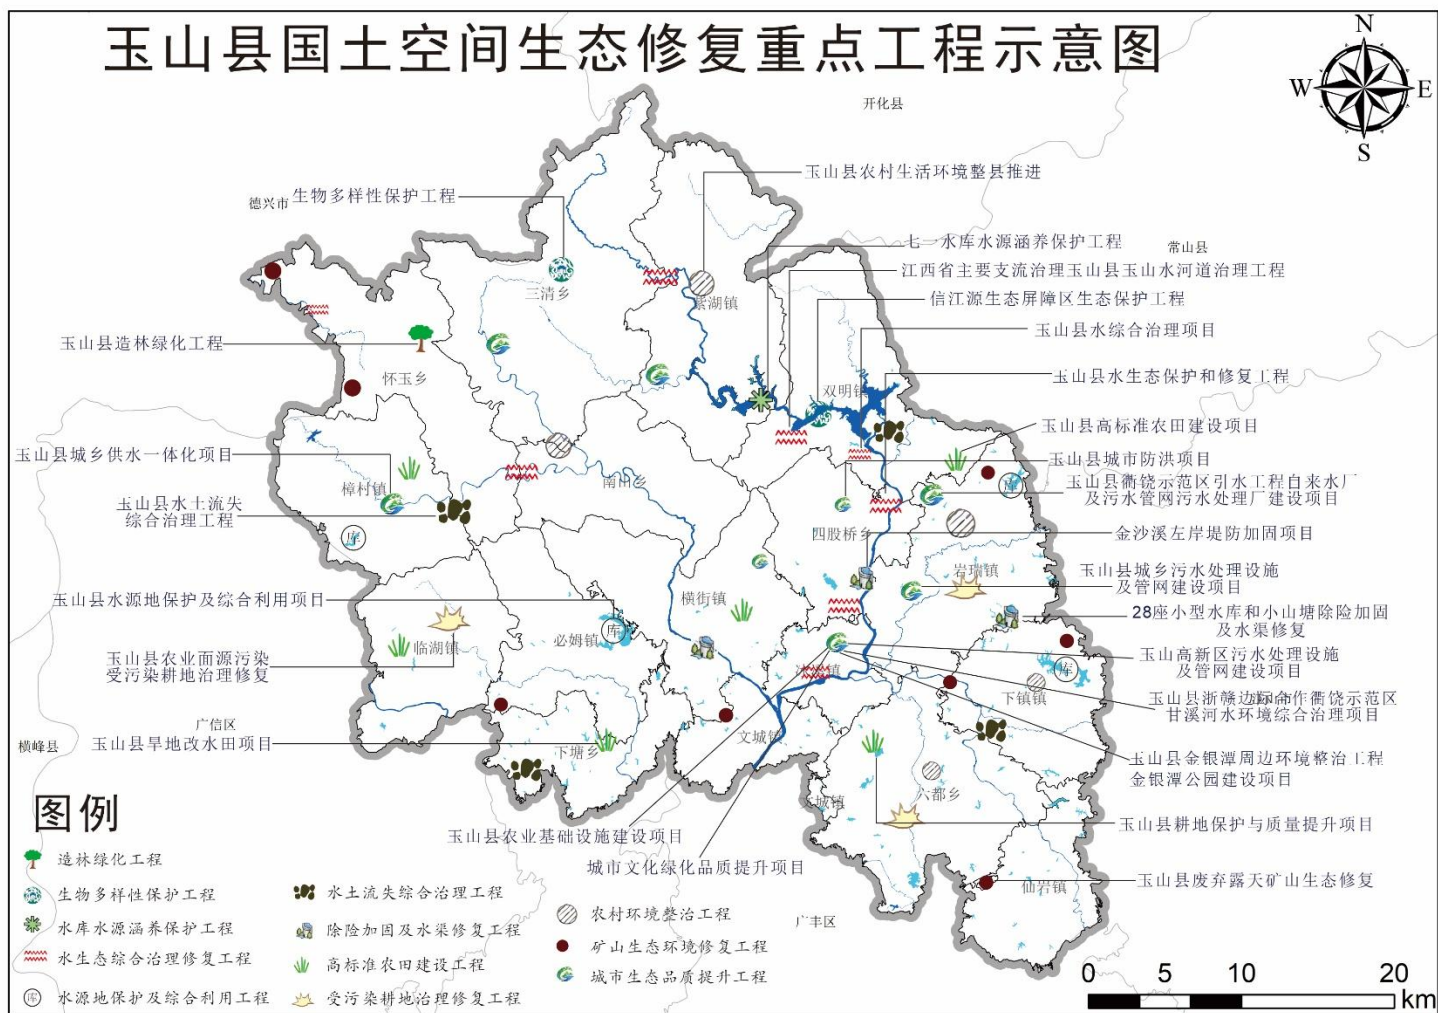 玉山县国土空间生态修复重点工程示意图
N
W
E
S
开化县
玉山县农村生活环境整县推进
生物多样性保护工程
德兴市
七一水库水源涵养保护工程
常山县
江西省主要支流治理玉山县玉山水河道治理工程
三清乡
紫湖镇
信江源生态屏障区生态保护工程
玉山县水综合治理项目
玉山县造林绿化工程
怀玉乡
双明镇
玉山县水生态保护和修复工程
玉山县高标准农田建设项目
玉山县城乡供水一体化项目
玉山县城市防洪项目
樟村镇
南山乡
玉山县衢饶示范区引水工程自来水厂
及污水管网污水处理厂建设项目
玉山县水土流失
综合治理工程
四股桥乡
金沙溪左岸堤防加固项目
库
库
岩瑞镇
玉山县城乡污水处理设施
及管网建设项目
玉山县水源地保护及综合利用项目
横街镇
28座小型水库和小山塘除险加固
及水渠修复
库
必姆镇
临湖镇
玉山县农业面源污染
受污染耕地治理修复
玉山高新区污水处理设施
及管网建设项目
库
镇
下镇镇
玉山县浙赣边际合作衢饶示范区
甘溪河水环境综合治理项目
广信区
横峰县
玉山县旱地改水田项目
下塘乡
文城镇
玉山县金银潭周边环境整治工程
金银潭公园建设项目
六都乡
文城镇
玉山县耕地保护与质量提升项目
玉山县农业基础设施建设项目
城市文化绿化品质提升项目
仙岩镇
玉山县废弃露天矿山生态修复
广丰区
图例
造林绿化工程
生物多样性保护工程
水库水源涵养保护工程
水生态综合治理修复工程
库
水源地保护及综合利用工程
水土流失综合治理工程
除险加固及水渠修复工程
高标准农田建设工程
受污染耕地治理修复工程
农村环境整治工程
矿山生态环境修复工程
城市生态品质提升工程
0 5 10 20
km